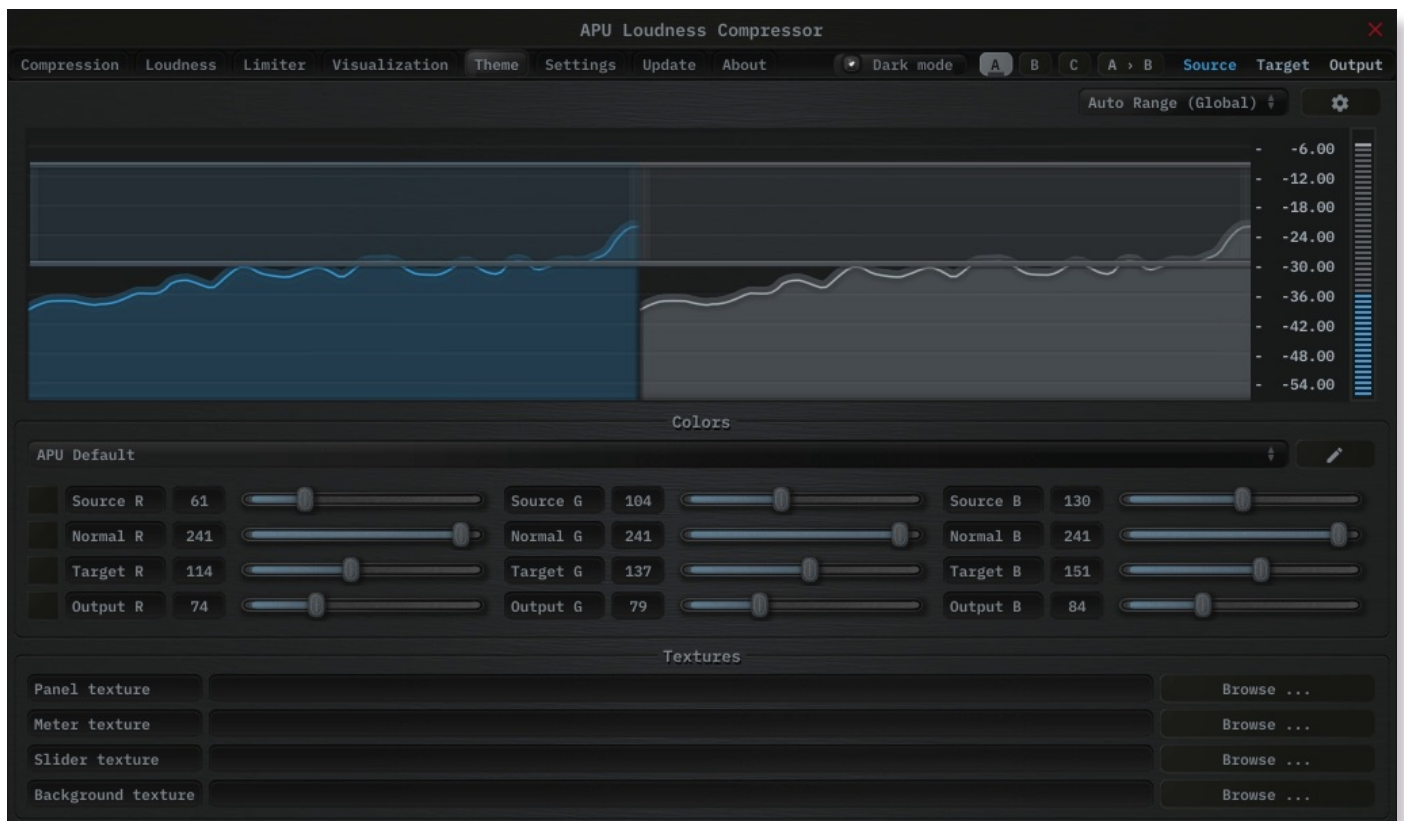 APU Loudness Compressor
Compression Loudness Limiter Visualization Theme Settings Update About Dark mode A B C A › B Source Target Output
Auto Range (Global)
- -6.00
- -12.00
- -18.00
- -24.00
- -30.00
- -36.00
- -42.00
- -48.00
- -54.00
Colors
APU Default
Source R 61 Source G 104 Source B 130
Normal R 241 Normal G 241 Normal B 241
Target R 114 Target G 137 Target B 151
Output R 74 Output G 79 Output B 84
Textures
Panel texture Browse ...
Meter texture Browse ...
Slider texture Browse ...
Background texture Browse ...